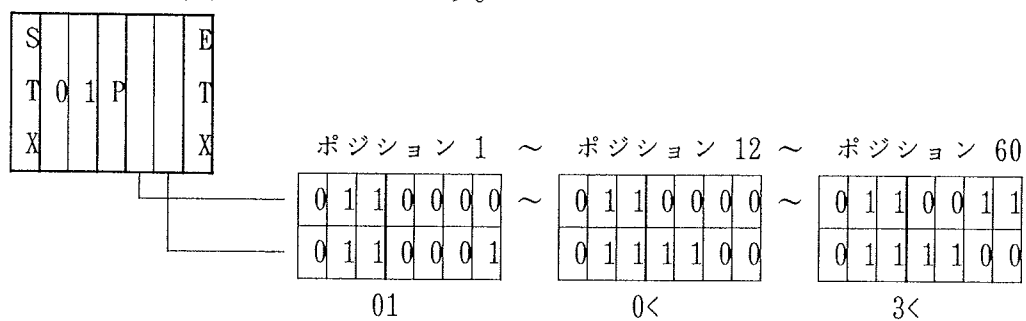 S E
T 0 1 P T
X X
ポジション 1 ~ ポジション 12 ~ ポジション 60
0 1 1 0 0 0 0 ~ 0 1 1 0 0 0 0 ~ 0 1 1 0 0 1 1
0 1 1 0 0 0 1 0 1 1 1 1 0 0 0 1 1 1 1 0 0
01 0< 3<